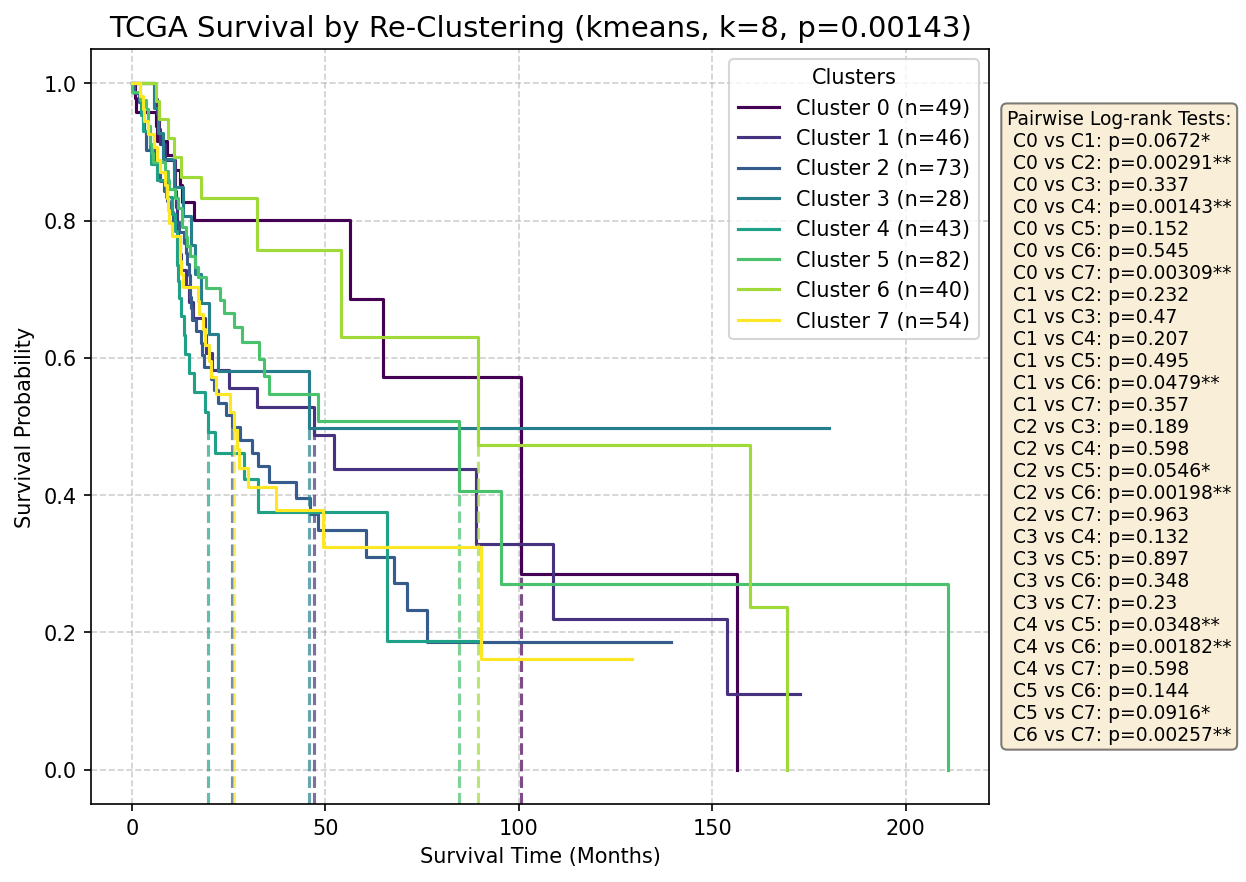 TCGA Survival by Re-Clustering (kmeans, k=8, p=0.00143)
Survival Probability
1.0
0.8
0.6
0.4
0.2
0.0
0
50
100
150
200
Survival Time (Months)
Clusters
Cluster 0 (n=49)
Cluster 1 (n=46)
Cluster 2 (n=73)
Cluster 3 (n=28)
Cluster 4 (n=43)
Cluster 5 (n=82)
Cluster 6 (n=40)
Cluster 7 (n=54)
Pairwise Log-rank Tests:
C0 vs C1: p=0.0672*
C0 vs C2: p=0.00291**
C0 vs C3: p=0.337
C0 vs C4: p=0.00143**
C0 vs C5: p=0.152
C0 vs C6: p=0.545
C0 vs C7: p=0.00309**
C1 vs C2: p=0.232
C1 vs C3: p=0.47
C1 vs C4: p=0.207
C1 vs C5: p=0.495
C1 vs C6: p=0.0479**
C1 vs C7: p=0.357
C2 vs C3: p=0.189
C2 vs C4: p=0.598
C2 vs C5: p=0.0546*
C2 vs C6: p=0.00198**
C2 vs C7: p=0.963
C3 vs C4: p=0.132
C3 vs C5: p=0.897
C3 vs C6: p=0.348
C3 vs C7: p=0.23
C4 vs C5: p=0.0348**
C4 vs C6: p=0.00182**
C4 vs C7: p=0.598
C5 vs C6: p=0.144
C5 vs C7: p=0.0916*
C6 vs C7: p=0.00257**